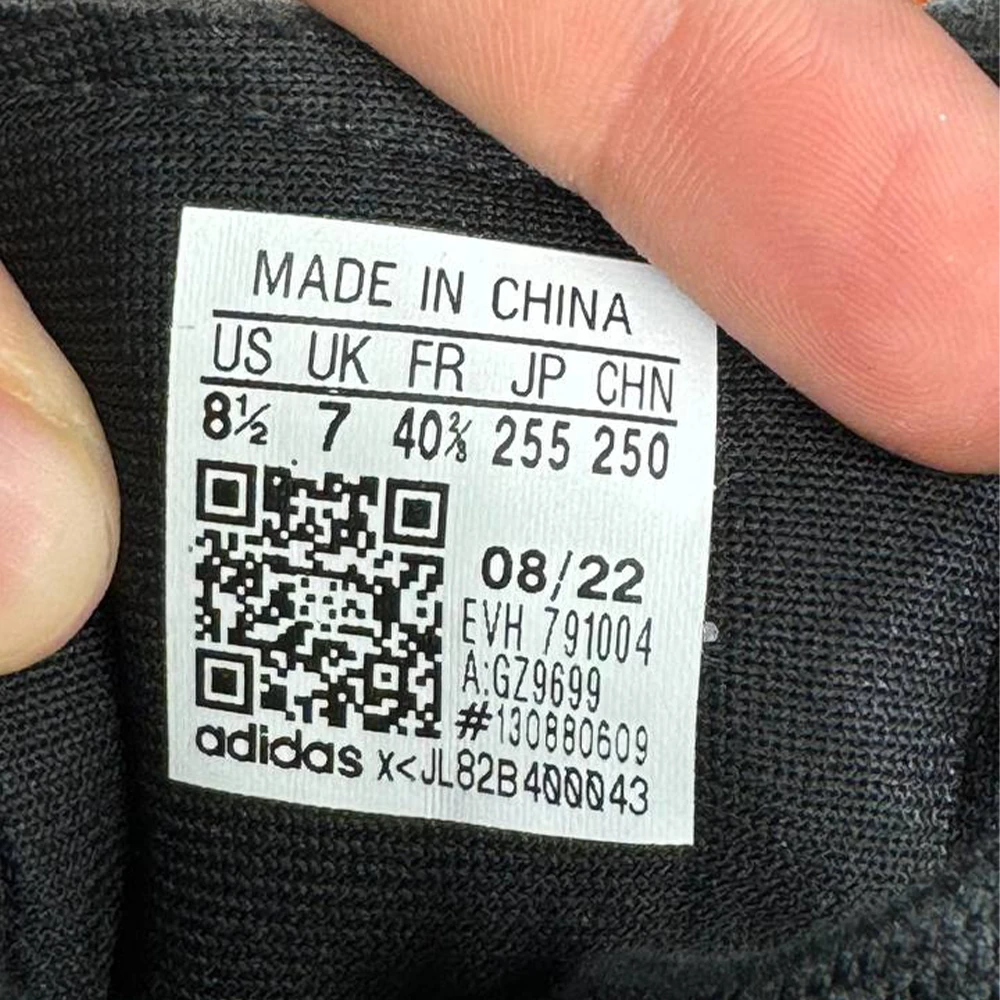 MADE IN CHINA
US UK FR JP CHN
8½ 7 40⅔ 255 250
08/22
EVH 791004
A:GZ9699
#130880609
adidas X<JL82B400043